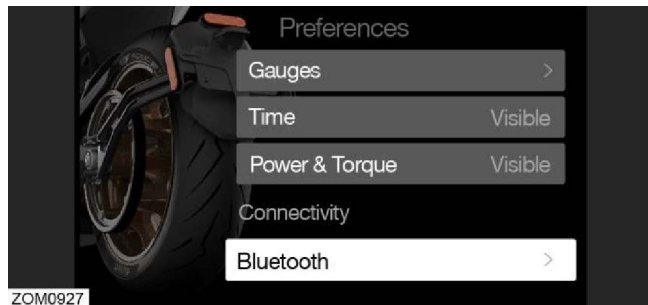 Preferences
Gauges >
Time Visible
Power & Torque Visible
Connectivity
Bluetooth >
ZOM0927